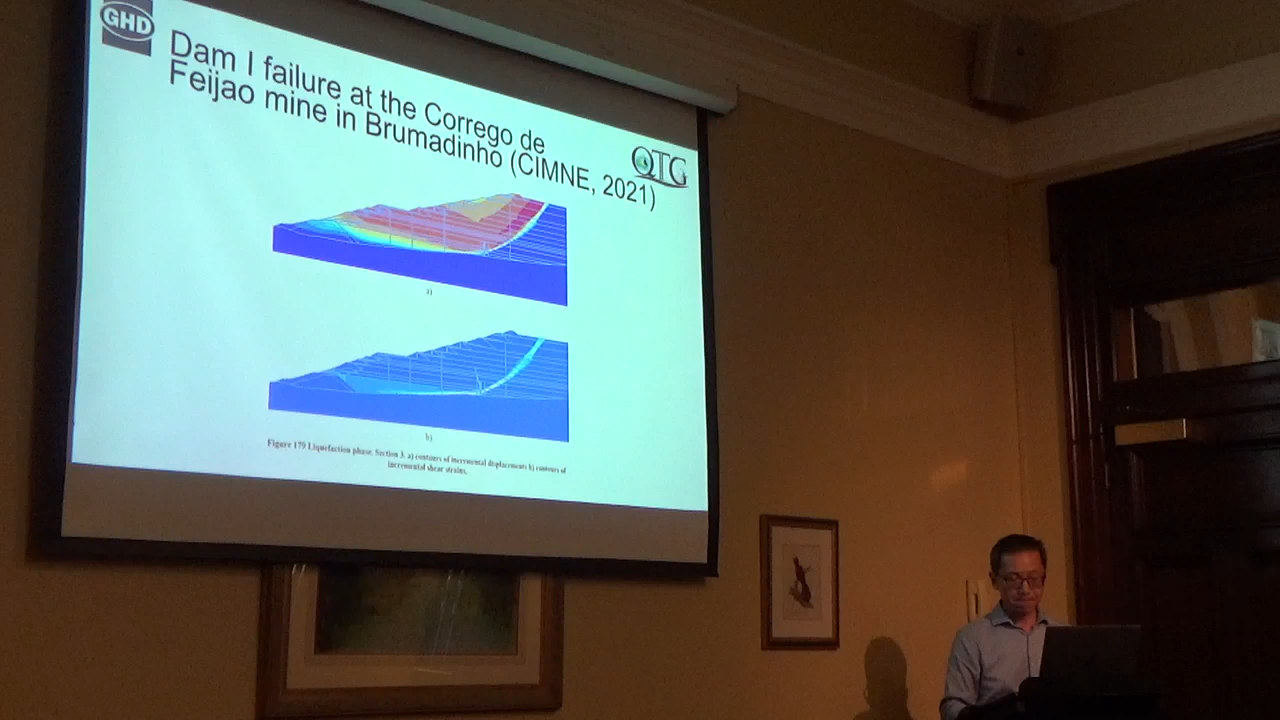 GHD
Dam I failure at the Corrego de
Feijao mine in Brumadinho (CIMNE, 2021)
QTG
a)
b)
Figure 179 Liquefaction phase. Section 3. a) contours of incremental displacements b) contours of
incremental shear strains.